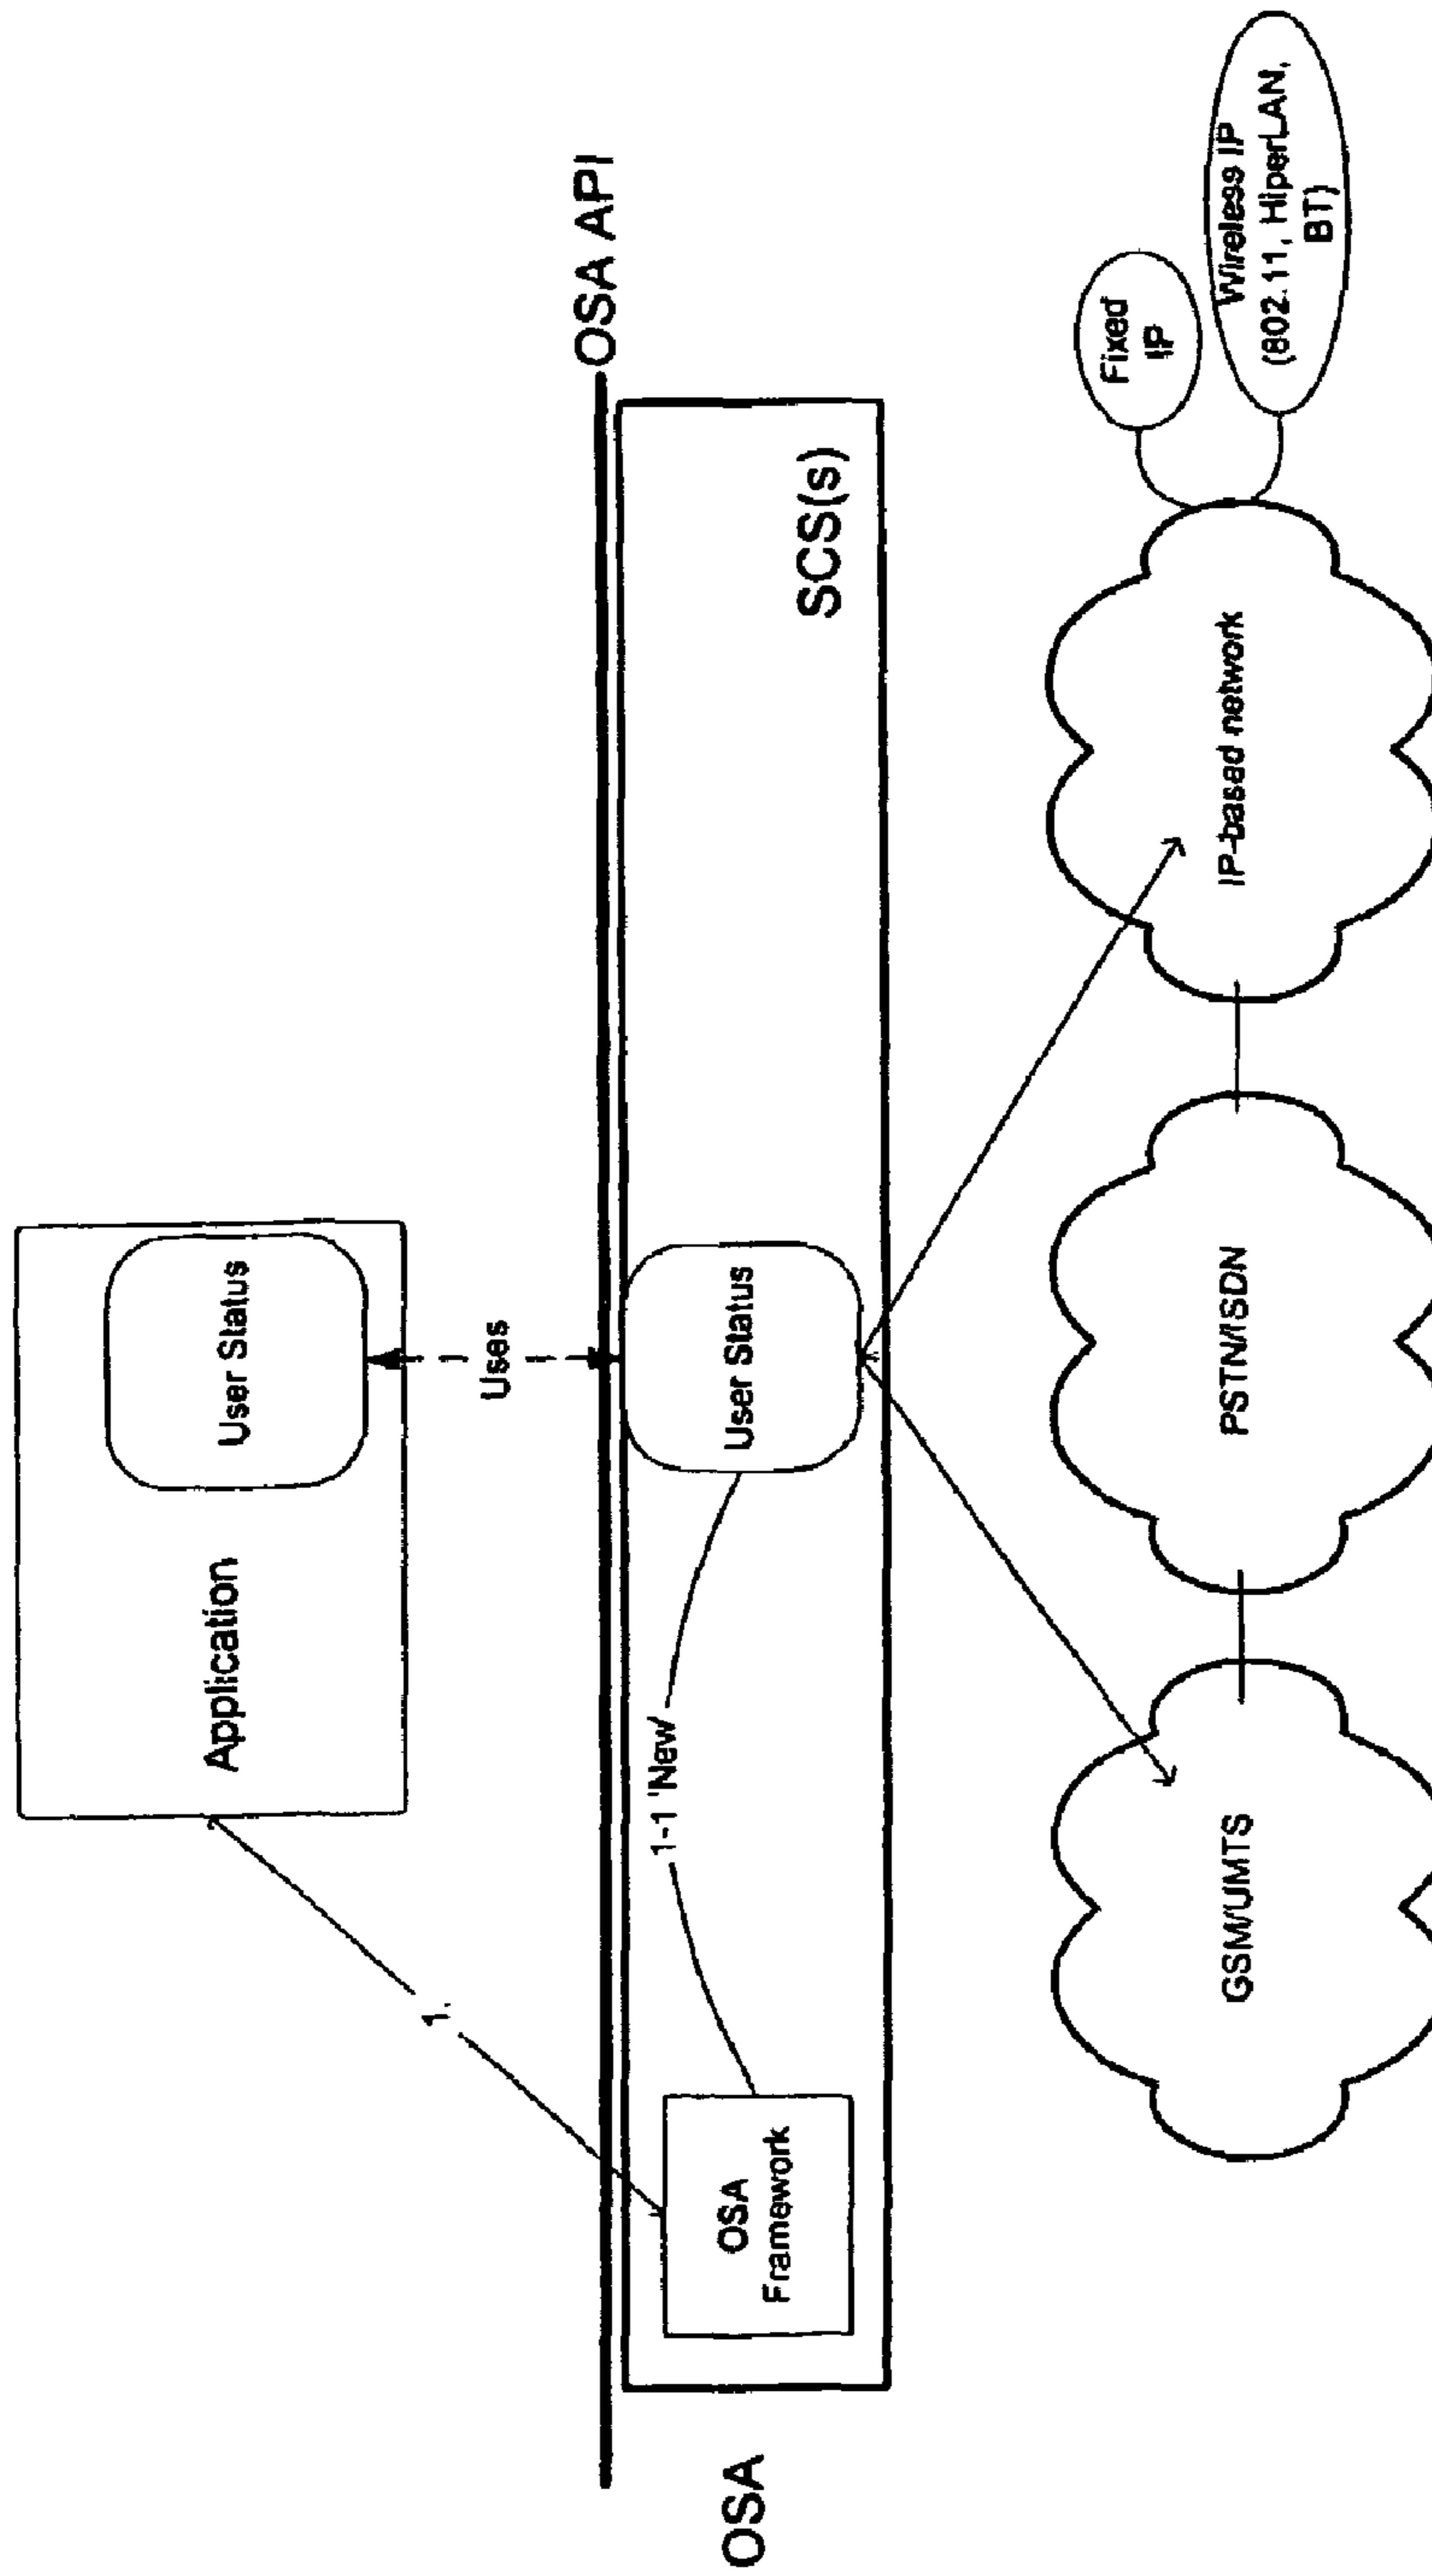 Application
User Status
Uses
1.
OSA API
OSA
OSA
Framework
1-1 'New'
User Status
SCS(s)
GSM/UMTS
PSTN/ISDN
IP-based network
Fixed
IP
Wireless IP
(802.11, HiperLAN,
BT)